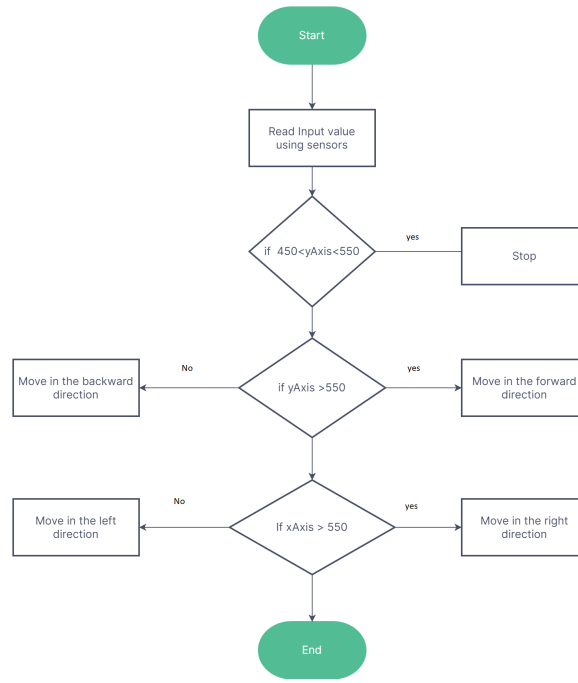 Start
Read Input value
using sensors
if  450<yAxis<550
yes
Stop
No
yes
Move in the backward
direction
if yAxis >550
Move in the forward
direction
No
yes
Move in the left
direction
If xAxis > 550
Move in the right
direction
End